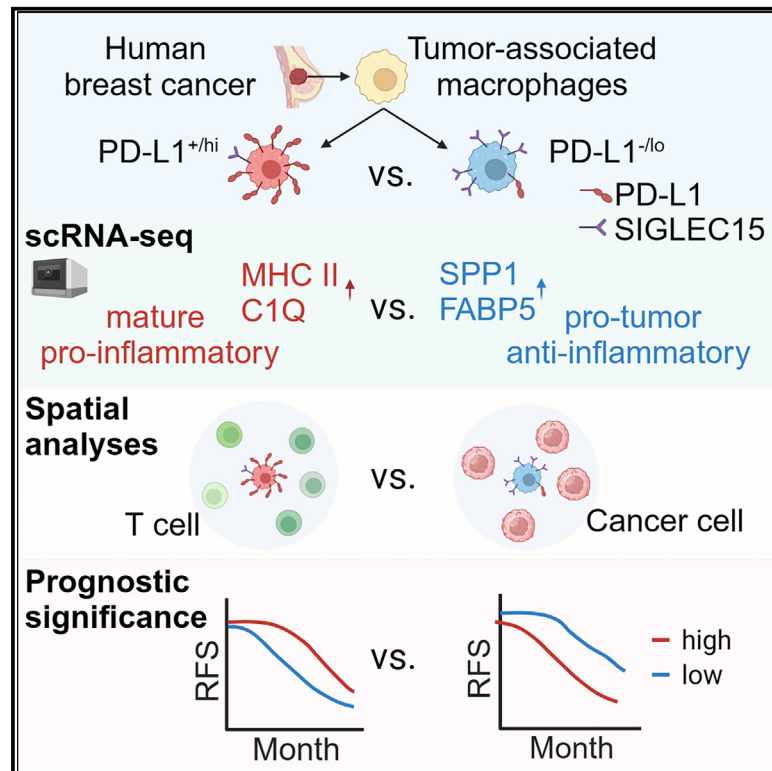 Human
breast cancer
Tumor-associated
macrophages
PD-L1+/hi
vs.
PD-L1-/lo
PD-L1
SIGLEC15
scRNA-seq
MHC II
C1Q
vs.
SPP1
FABP5
mature
pro-inflammatory
pro-tumor
anti-inflammatory
Spatial
analyses
vs.
T cell
Cancer cell
Prognostic
significance
RFS
Month
vs.
RFS
Month
high
low